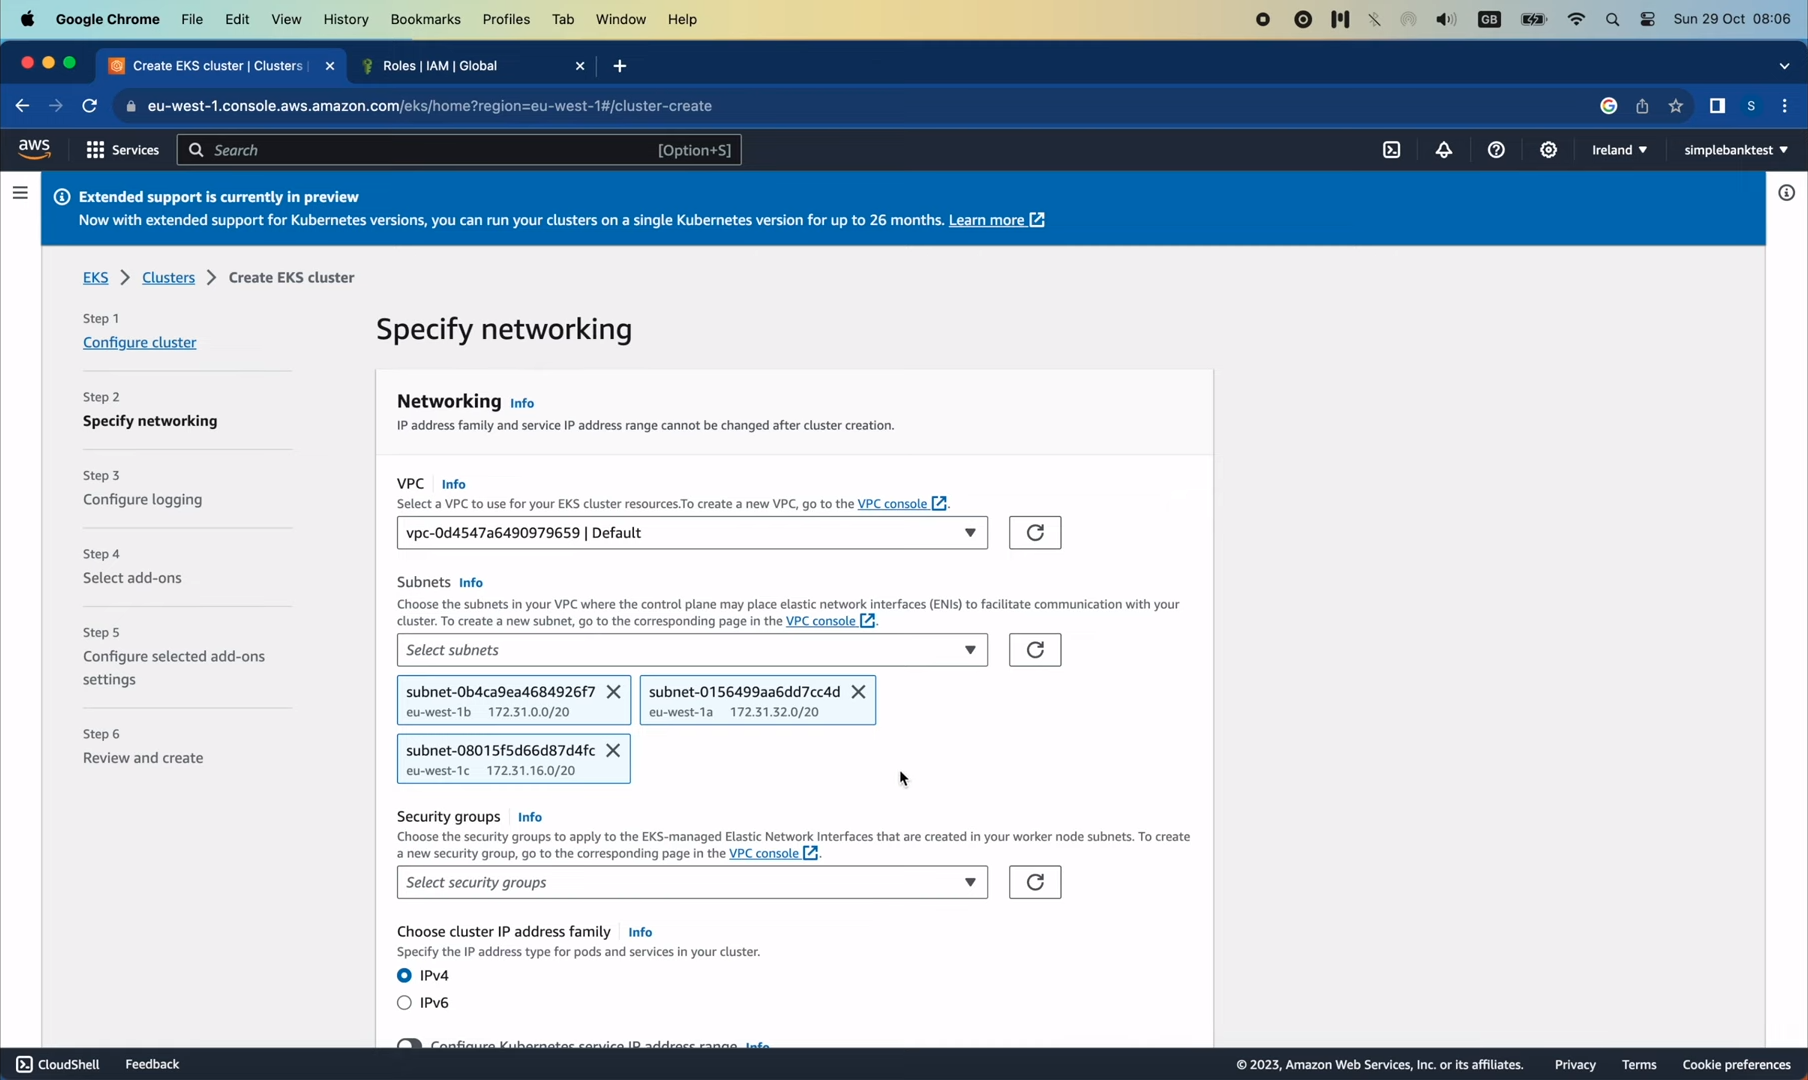 Google Chrome File Edit View History Bookmarks Profiles Tab Window Help GB Sun 29 Oct 08:06
Create EKS cluster | Clusters Roles | IAM | Global
eu-west-1.console.aws.amazon.com/eks/home?region=eu-west-1#/cluster-create S
aws Services Search [Option+S] Ireland simplebanktest
Extended support is currently in preview
Now with extended support for Kubernetes versions, you can run your clusters on a single Kubernetes version for up to 26 months. Learn more
EKS Clusters Create EKS cluster
Step 1
Configure cluster
Step 2
Specify networking
Step 3
Configure logging
Step 4
Select add-ons
Step 5
Configure selected add-ons
settings
Step 6
Review and create
Specify networking
Networking Info
IP address family and service IP address range cannot be changed after cluster creation.
VPC Info
Select a VPC to use for your EKS cluster resources.To create a new VPC, go to the VPC console.
vpc-0d4547a6490979659 | Default
Subnets Info
Choose the subnets in your VPC where the control plane may place elastic network interfaces (ENIs) to facilitate communication with your
cluster. To create a new subnet, go to the corresponding page in the VPC console.
Select subnets
subnet-0b4ca9ea4684926f7 subnet-0156499aa6dd7cc4d
eu-west-1b 172.31.0.0/20 eu-west-1a 172.31.32.0/20
subnet-08015f5d66d87d4fc
eu-west-1c 172.31.16.0/20
Security groups Info
Choose the security groups to apply to the EKS-managed Elastic Network Interfaces that are created in your worker node subnets. To create
a new security group, go to the corresponding page in the VPC console.
Select security groups
Choose cluster IP address family Info
Specify the IP address type for pods and services in your cluster.
IPv4
IPv6
Configure Kubernetes service IP address range Info
CloudShell Feedback © 2023, Amazon Web Services, Inc. or its affiliates. Privacy Terms Cookie preferences